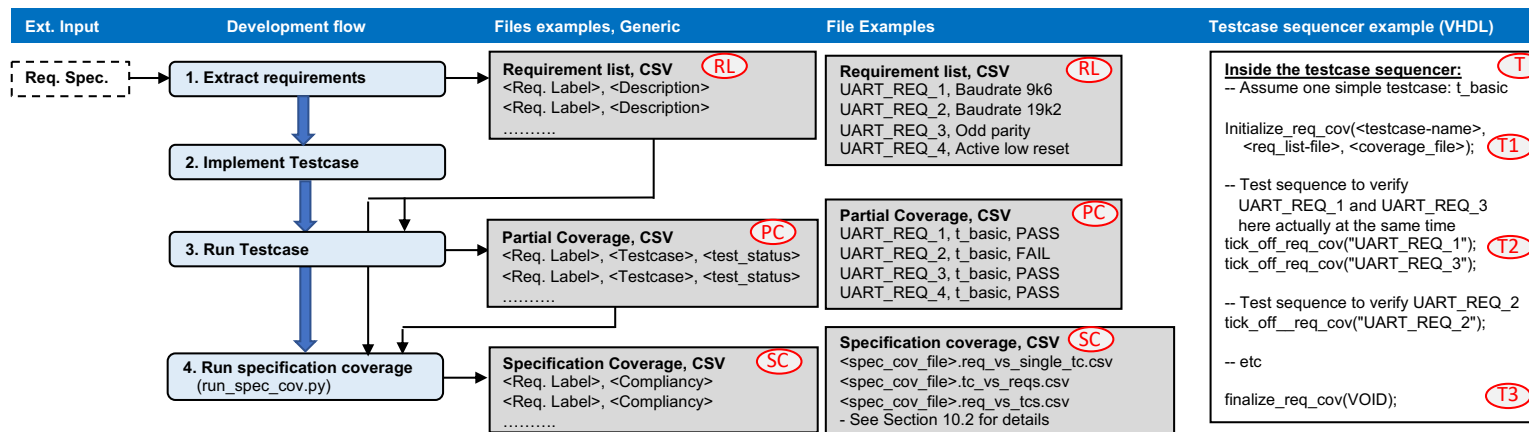 Ext. Input
Development flow
Files examples, Generic
File Examples
Testcase sequencer example (VHDL)
Req. Spec.
1. Extract requirements
2. Implement Testcase
3. Run Testcase
4. Run specification coverage
(run_spec_cov.py)
Requirement list, CSV RL
<Req. Label>, <Description>
<Req. Label>, <Description>
……….
Partial Coverage, CSV PC
<Req. Label>, <Testcase>, <test_status>
<Req. Label>, <Testcase>, <test_status>
……….
Specification Coverage, CSV SC
<Req. Label>, <Compliancy>
<Req. Label>, <Compliancy>
……….
Requirement list, CSV RL
UART_REQ_1, Baudrate 9k6
UART_REQ_2, Baudrate 19k2
UART_REQ_3, Odd parity
UART_REQ_4, Active low reset
Partial Coverage, CSV PC
UART_REQ_1, t_basic, PASS
UART_REQ_2, t_basic, FAIL
UART_REQ_3, t_basic, PASS
UART_REQ_4, t_basic, PASS
Specification coverage, CSV SC
<spec_cov_file>.req_vs_single_tc.csv
<spec_cov_file>.tc_vs_reqs.csv
<spec_cov_file>.req_vs_tcs.csv
- See Section 10.2 for details
Inside the testcase sequencer: T
-- Assume one simple testcase: t_basic
Initialize_req_cov(<testcase-name>,
<req_list-file>, <coverage_file>); T1
-- Test sequence to verify
UART_REQ_1 and UART_REQ_3
here actually at the same time
tick_off_req_cov("UART_REQ_1"); T2
tick_off_req_cov("UART_REQ_3");
-- Test sequence to verify UART_REQ_2
tick_off__req_cov("UART_REQ_2");
-- etc
finalize_req_cov(VOID); T3